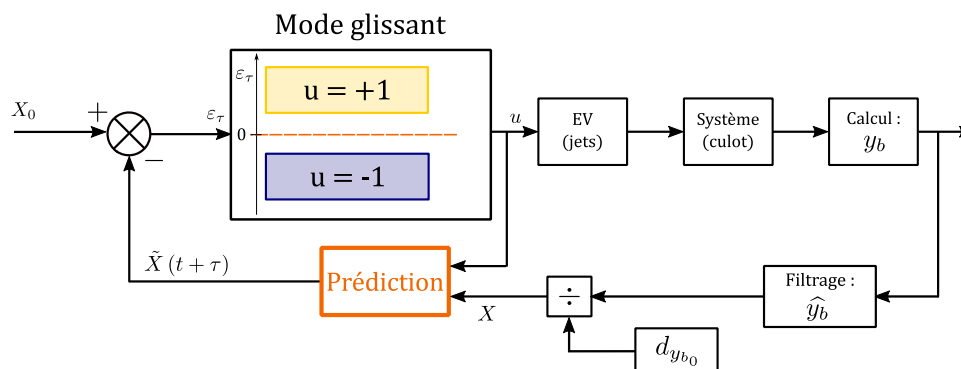 Mode glissant
X₀
+
−
ε_τ
ε_τ
0
u = +1
u = -1
u
EV
(jets)
Système
(culot)
Calcul :
y_b
X̃ (t + τ)
Prédiction
X
÷
Filtrage :
ŷ_b
d_{y_{b_0}}